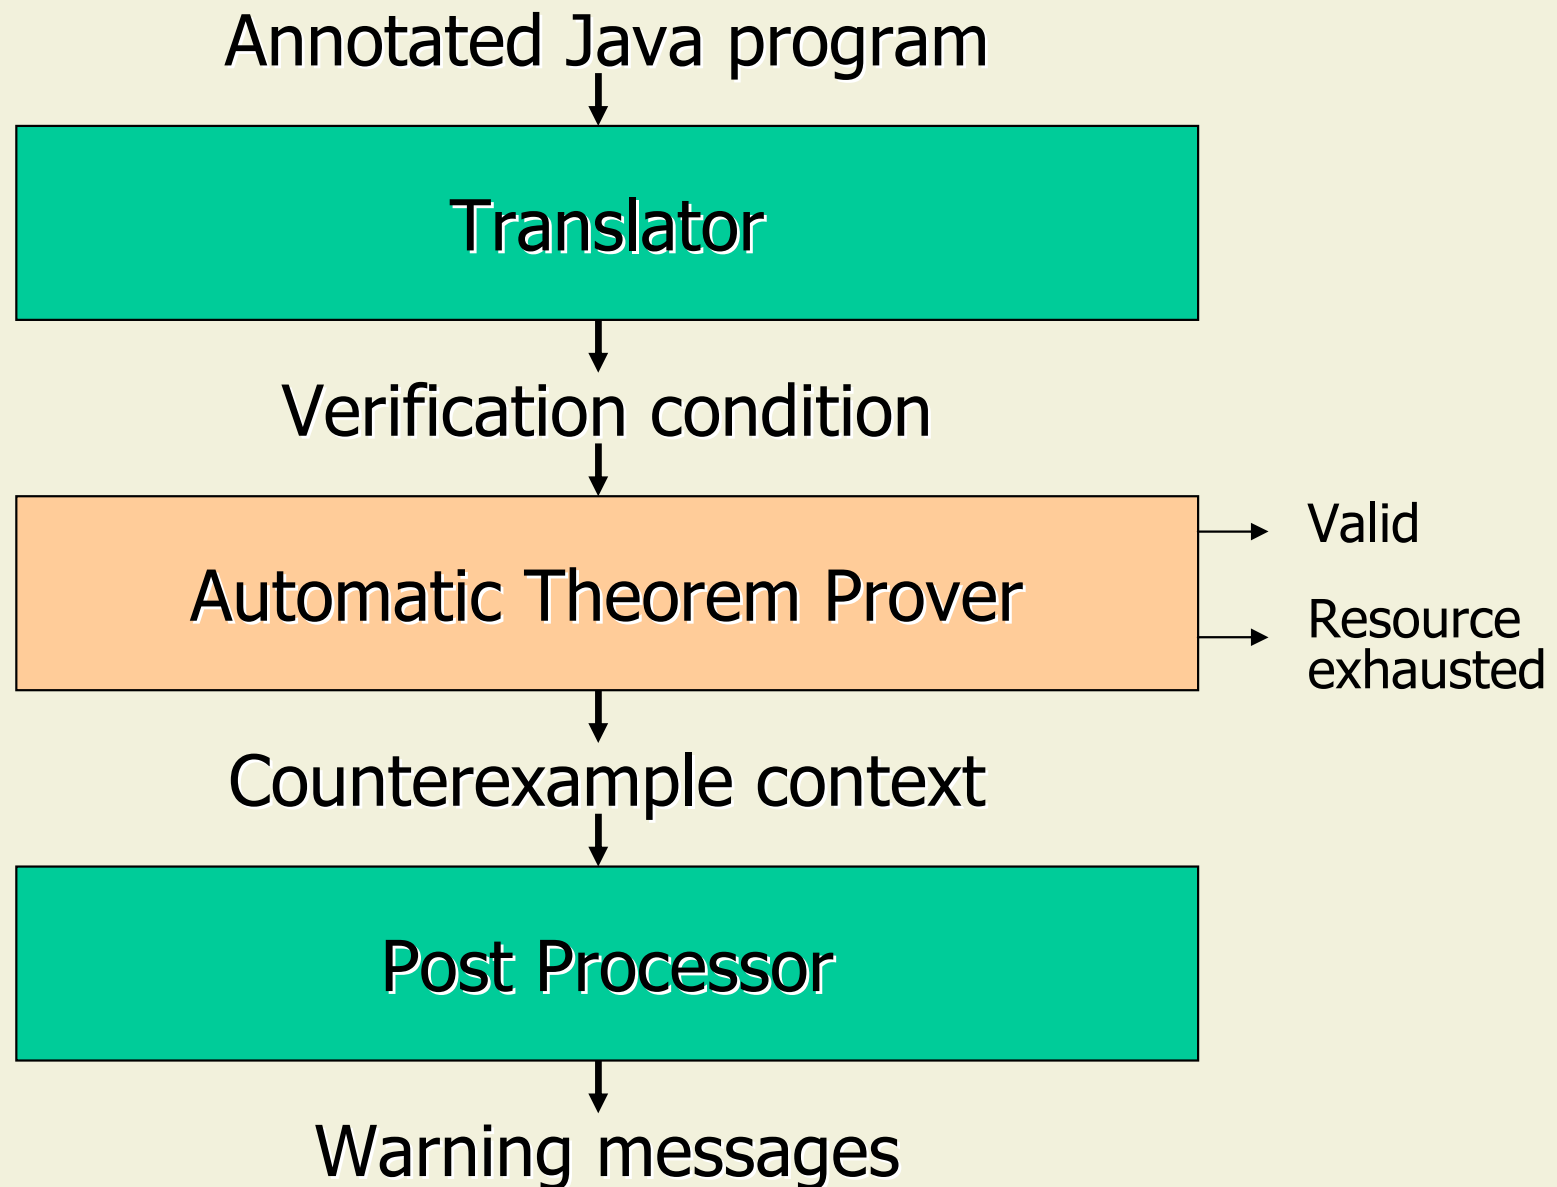 Annotated Java program
Translator
Verification condition
Automatic Theorem Prover
Valid
Resource
exhausted
Counterexample context
Post Processor
Warning messages